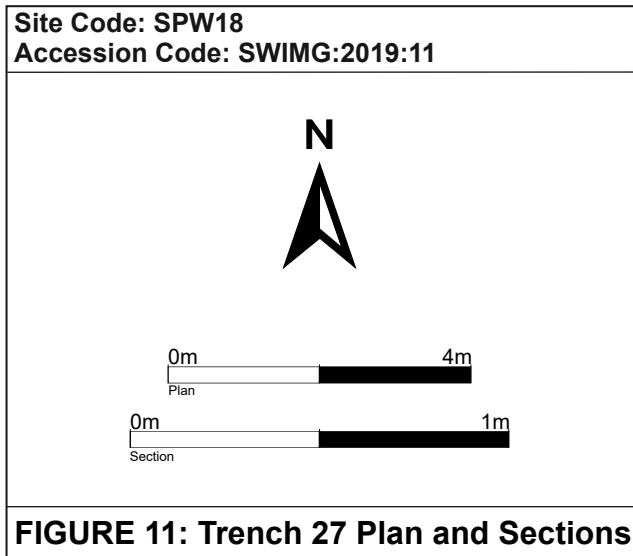 Site Code: SPW18
Accession Code: SWIMG:2019:11
N
0m 4m
Plan
0m 1m
Section
FIGURE 11: Trench 27 Plan and Sections